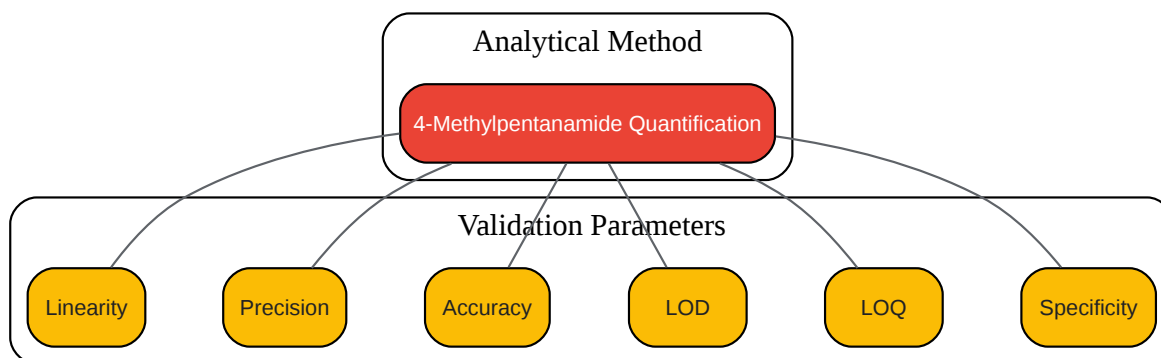 Analytical Method
4-Methylpentanamide Quantification
Validation Parameters
Linearity
Precision
Accuracy
LOD
LOQ
Specificity